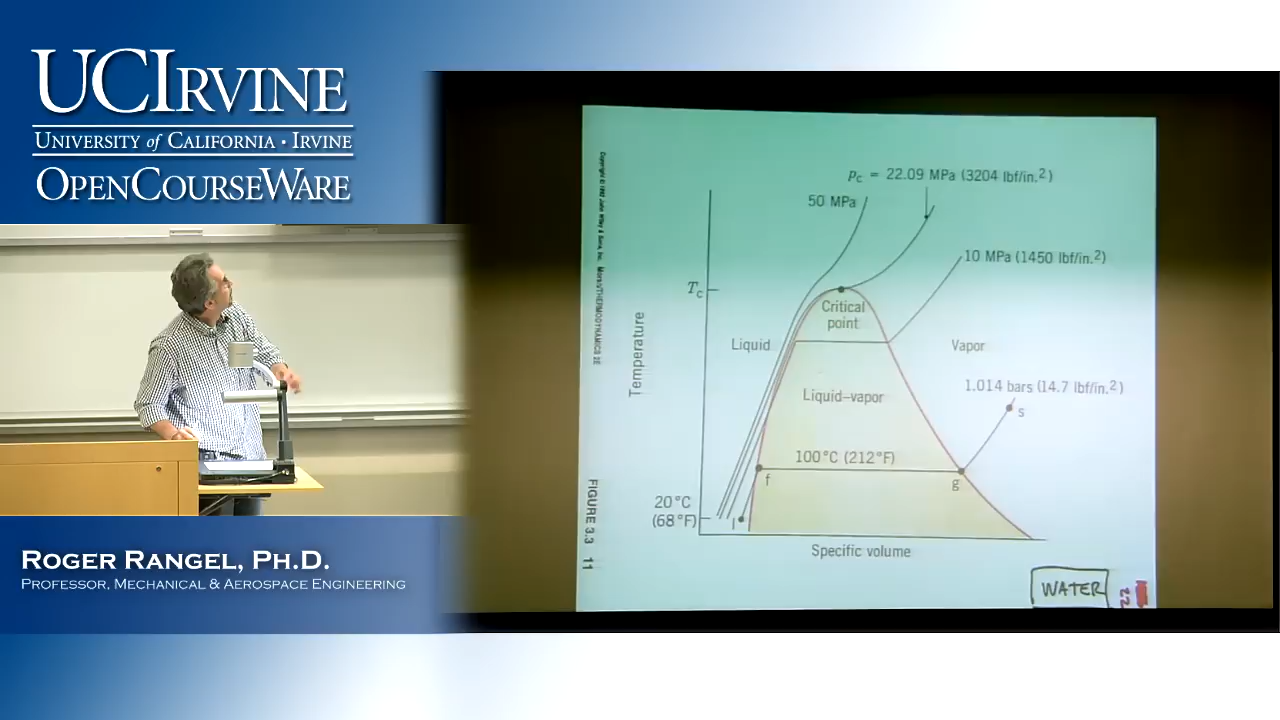 UCIRVINE
UNIVERSITY of CALIFORNIA · IRVINE
OPENCOURSEWARE
ROGER RANGEL, PH.D.
PROFESSOR, MECHANICAL & AEROSPACE ENGINEERING
pc = 22.09 MPa (3204 lbf/in.²)
50 MPa
10 MPa (1450 lbf/in.²)
Tc
Critical
point
Liquid
Vapor
Temperature
1.014 bars (14.7 lbf/in.²)
s
Liquid–vapor
100°C (212°F)
f
g
20°C
(68°F)
l
Specific volume
FIGURE 3.3 11
WATER
22